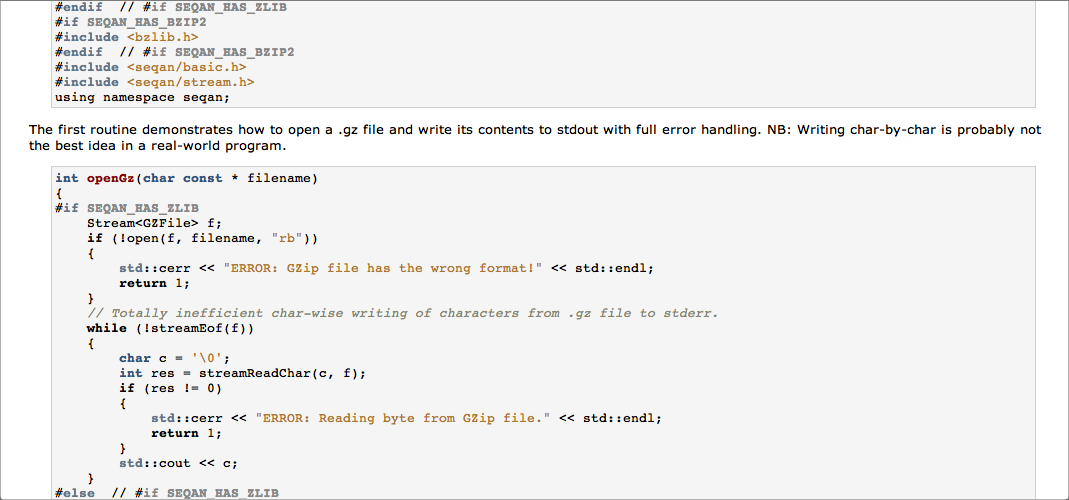 #endif  // #if SEQAN_HAS_ZLIB
#if SEQAN_HAS_BZIP2
#include <bzlib.h>
#endif  // #if SEQAN_HAS_BZIP2
#include <seqan/basic.h>
#include <seqan/stream.h>
using namespace seqan;
The first routine demonstrates how to open a .gz file and write its contents to stdout with full error handling. NB: Writing char-by-char is probably not
the best idea in a real-world program.
int openGz(char const * filename)
{
#if SEQAN_HAS_ZLIB
    Stream<GZFile> f;
    if (!open(f, filename, "rb"))
    {
        std::cerr << "ERROR: GZip file has the wrong format!" << std::endl;
        return 1;
    }
    // Totally inefficient char-wise writing of characters from .gz file to stderr.
    while (!streamEof(f))
    {
        char c = '\0';
        int res = streamReadChar(c, f);
        if (res != 0)
        {
            std::cerr << "ERROR: Reading byte from GZip file." << std::endl;
            return 1;
        }
        std::cout << c;
    }
#else  // #if SEQAN_HAS_ZLIB